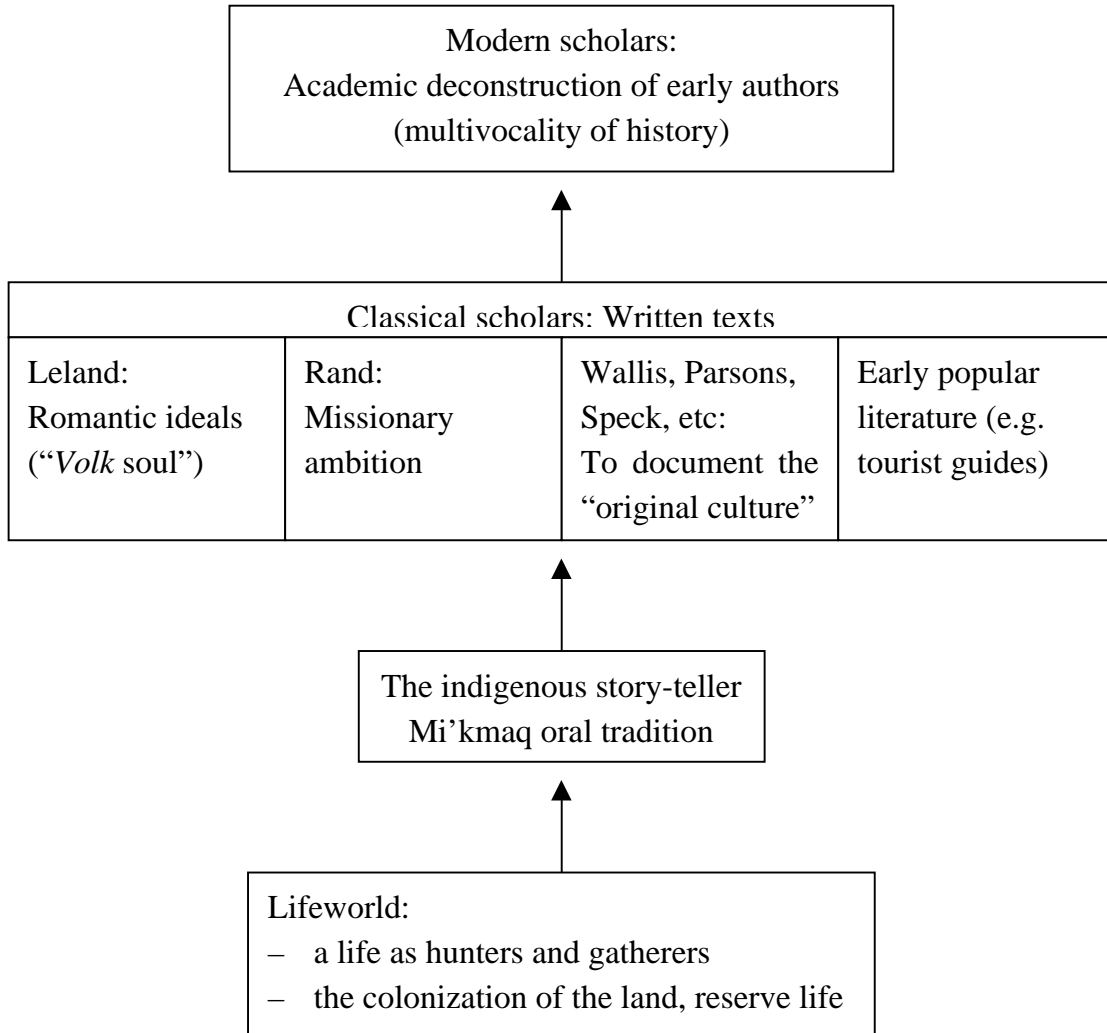 Modern scholars:
Academic deconstruction of early authors
(multivocality of history)
Classical scholars: Written texts
Leland:
Romantic ideals
(“Volk soul”)
Rand:
Missionary
ambition
Wallis, Parsons,
Speck, etc:
To document the
“original culture”
Early popular
literature (e.g.
tourist guides)
The indigenous story-teller
Mi’kmaq oral tradition
Lifeworld:
– a life as hunters and gatherers
– the colonization of the land, reserve life